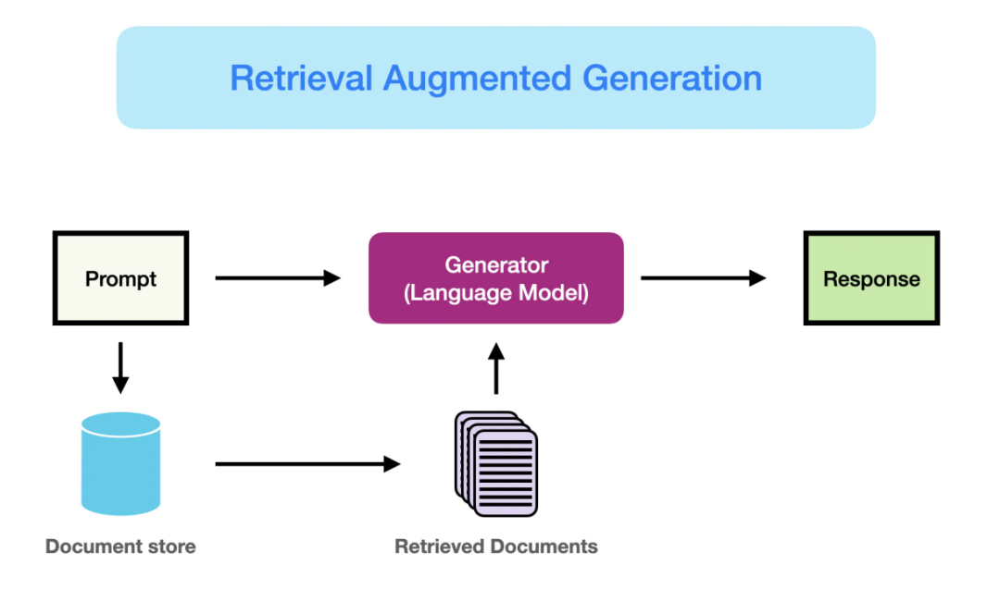 Retrieval Augmented Generation
Prompt
Generator
(Language Model)
Response
Document store
Retrieved Documents